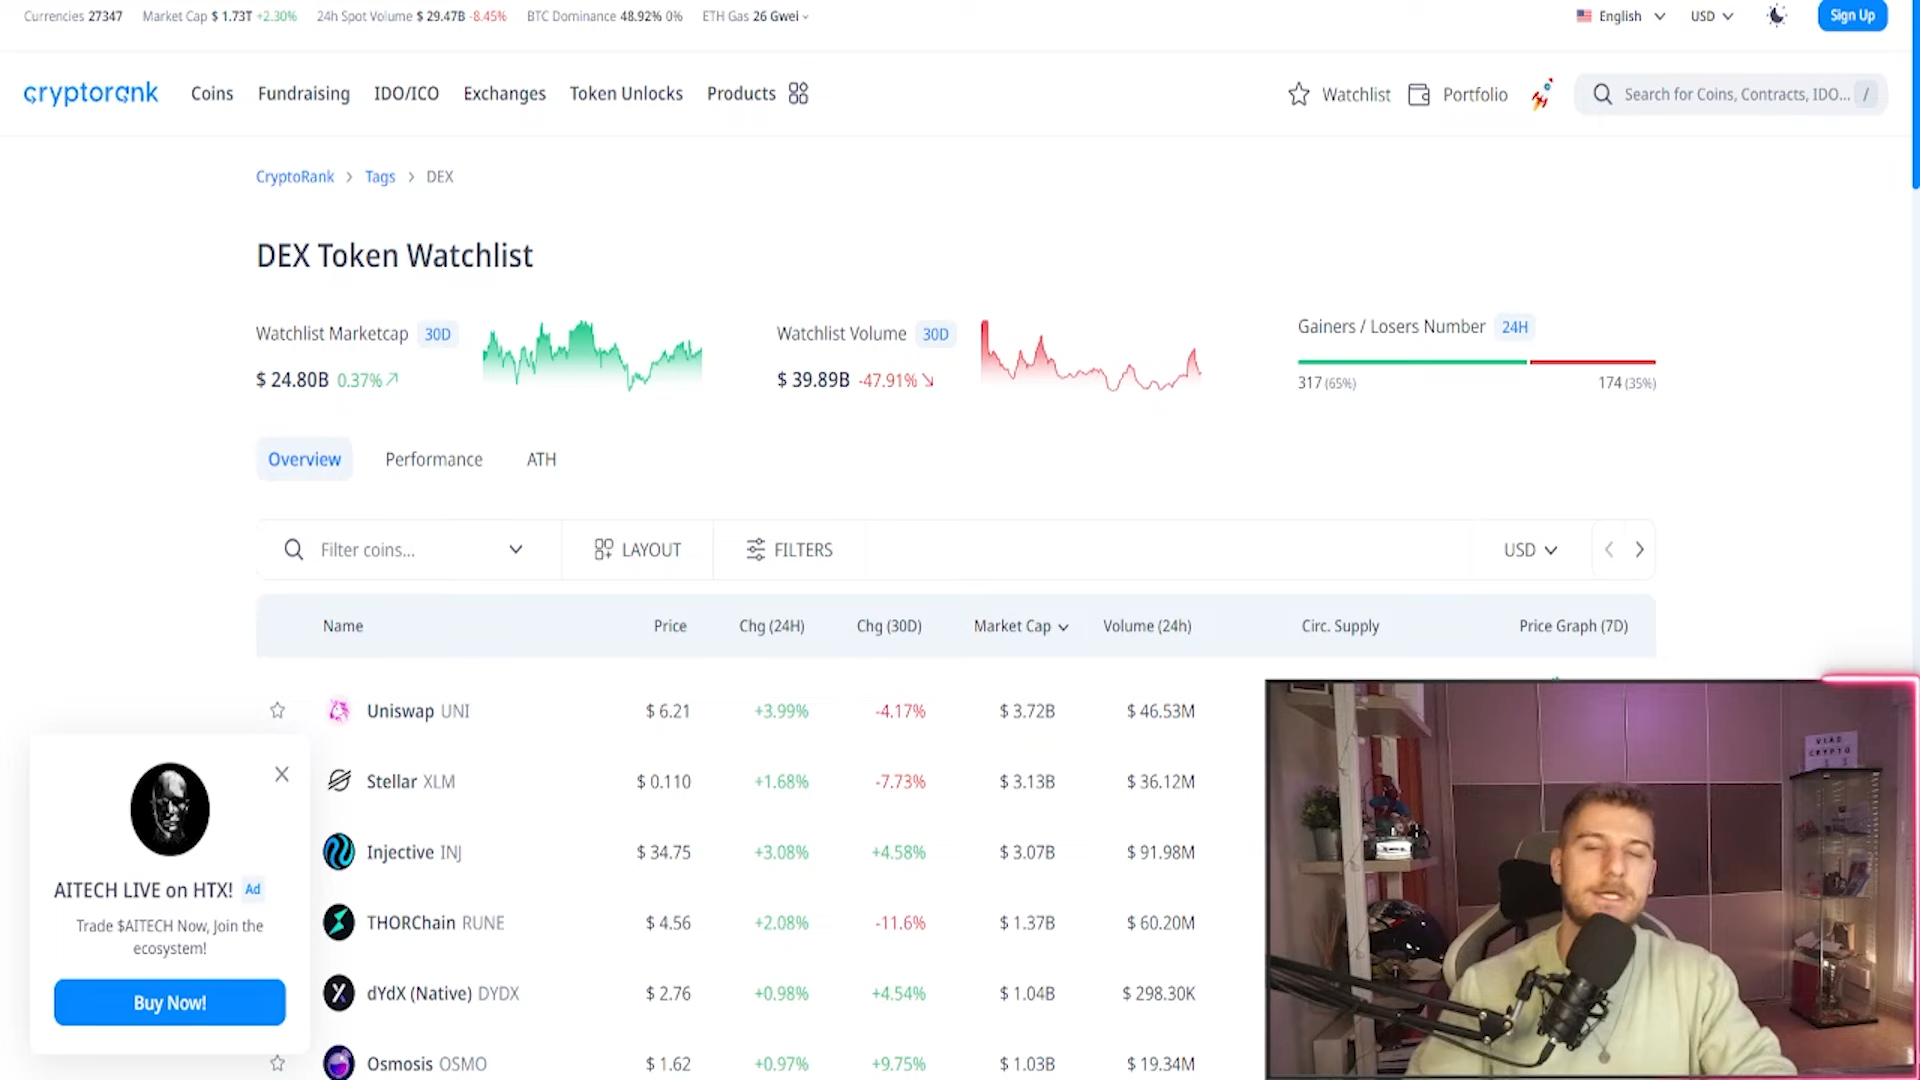 Currencies 27347 Market Cap $ 1.73T +2.30% 24h Spot Volume $ 29.47B -8.45% BTC Dominance 48.92% 0% ETH Gas 26 Gwei English USD Sign Up
cryptorank Coins Fundraising IDO/ICO Exchanges Token Unlocks Products Watchlist Portfolio Search for Coins, Contracts, IDO... /
CryptoRank > Tags > DEX
DEX Token Watchlist
Watchlist Marketcap 30D Watchlist Volume 30D Gainers / Losers Number 24H
$ 24.80B 0.37% $ 39.89B -47.91% 317 (65%) 174 (35%)
Overview Performance ATH
Filter coins... LAYOUT FILTERS USD
Name Price Chg (24H) Chg (30D) Market Cap Volume (24h) Circ. Supply Price Graph (7D)
Uniswap UNI $ 6.21 +3.99% -4.17% $ 3.72B $ 46.53M
Stellar XLM $ 0.110 +1.68% -7.73% $ 3.13B $ 36.12M
Injective INJ $ 34.75 +3.08% +4.58% $ 3.07B $ 91.98M
THORChain RUNE $ 4.56 +2.08% -11.6% $ 1.37B $ 60.20M
dYdX (Native) DYDX $ 2.76 +0.98% +4.54% $ 1.04B $ 298.30K
Osmosis OSMO $ 1.62 +0.97% +9.75% $ 1.03B $ 19.34M
AITECH LIVE on HTX! Ad
Trade $AITECH Now, Join the
ecosystem!
Buy Now!
VLAD
CRYPTO